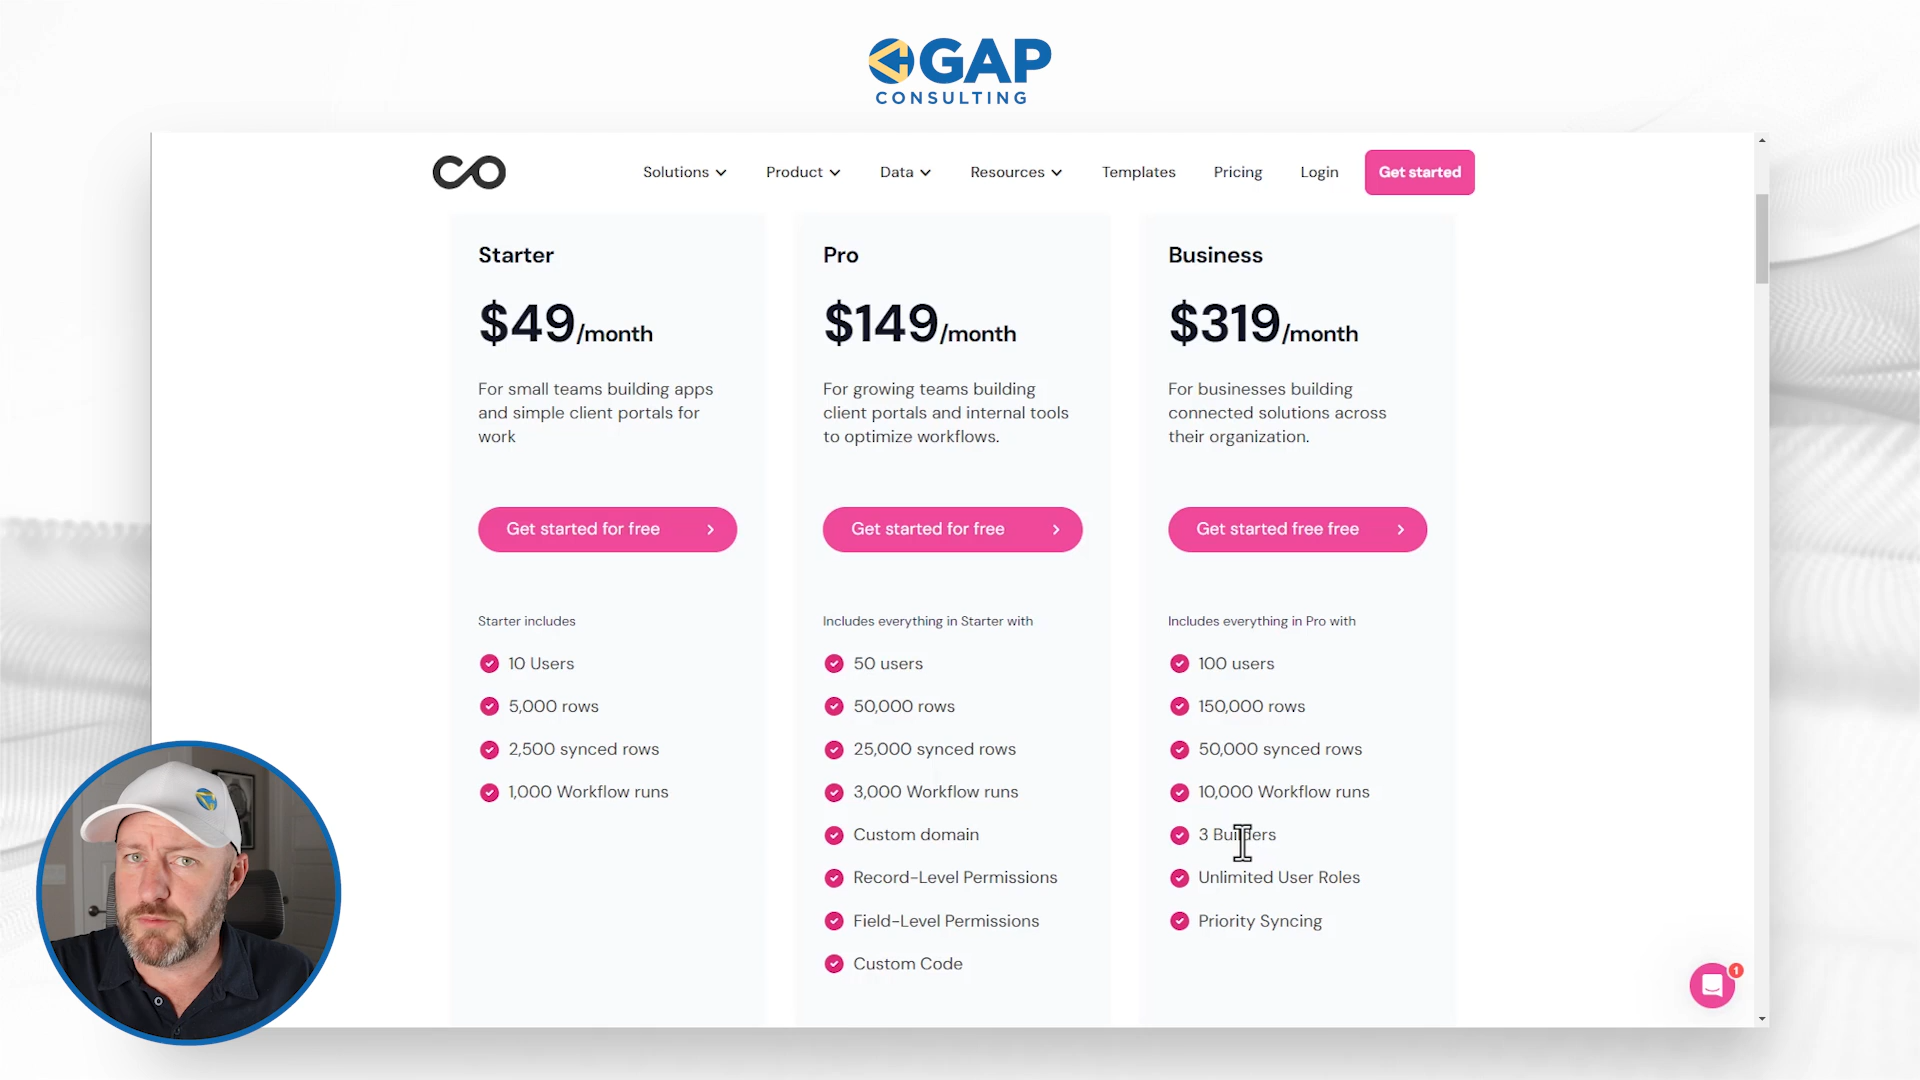 GAP
CONSULTING
Solutions
Product
Data
Resources
Templates
Pricing
Login
Get started
Starter
$49/month
For small teams building apps
and simple client portals for
work
Get started for free
Starter includes
10 Users
5,000 rows
2,500 synced rows
1,000 Workflow runs
Pro
$149/month
For growing teams building
client portals and internal tools
to optimize workflows.
Get started for free
Includes everything in Starter with
50 users
50,000 rows
25,000 synced rows
3,000 Workflow runs
Custom domain
Record-Level Permissions
Field-Level Permissions
Custom Code
Business
$319/month
For businesses building
connected solutions across
their organization.
Get started free free
Includes everything in Pro with
100 users
150,000 rows
50,000 synced rows
10,000 Workflow runs
3 Builders
Unlimited User Roles
Priority Syncing
1